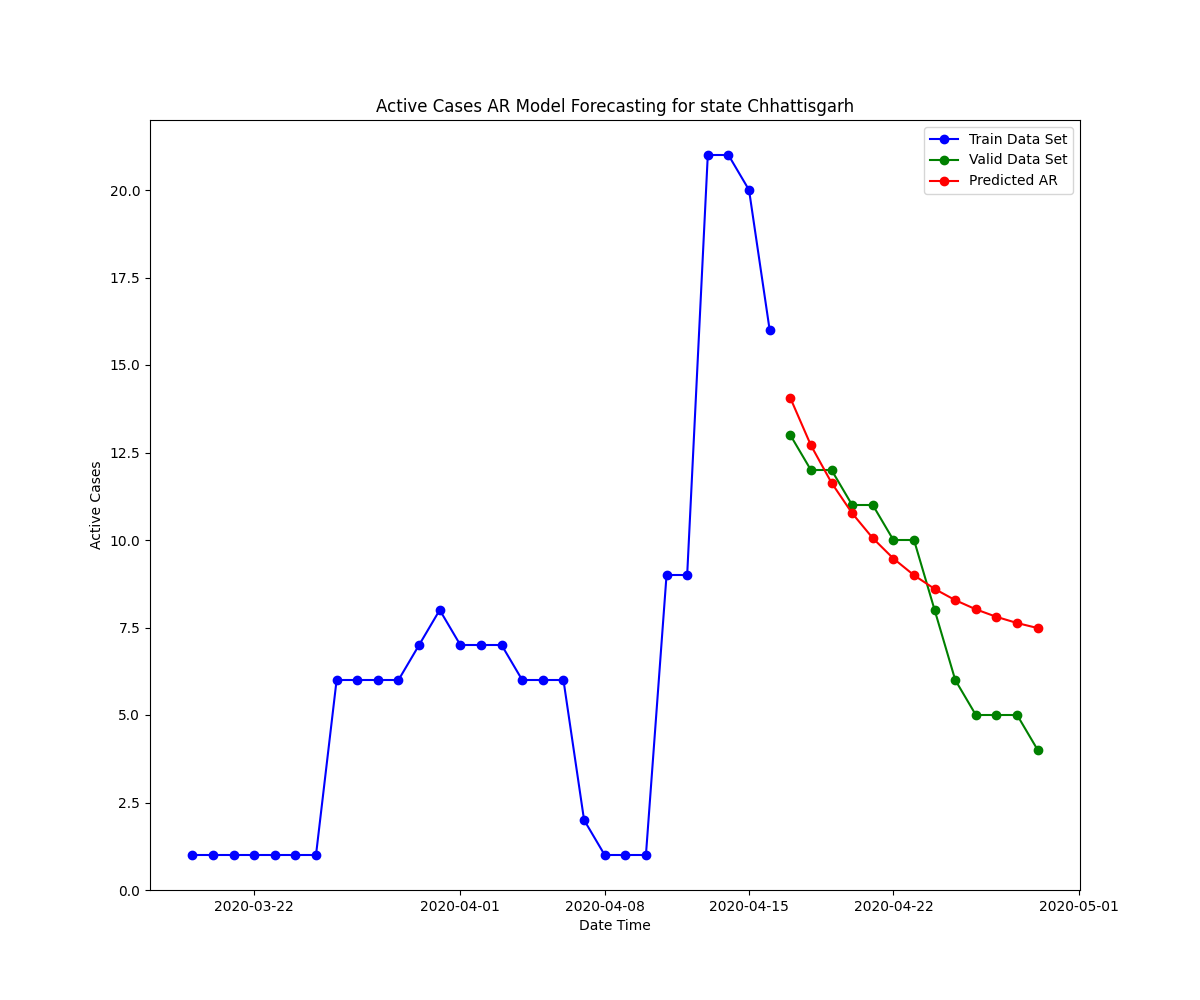 Active Cases AR Model Forecasting for state Chhattisgarh
Train Data Set
Valid Data Set
Predicted AR
20.0
17.5
15.0
12.5
10.0
7.5
5.0
2.5
0.0
Active Cases
2020-03-22
2020-04-01
2020-04-08
2020-04-15
2020-04-22
2020-05-01
Date Time